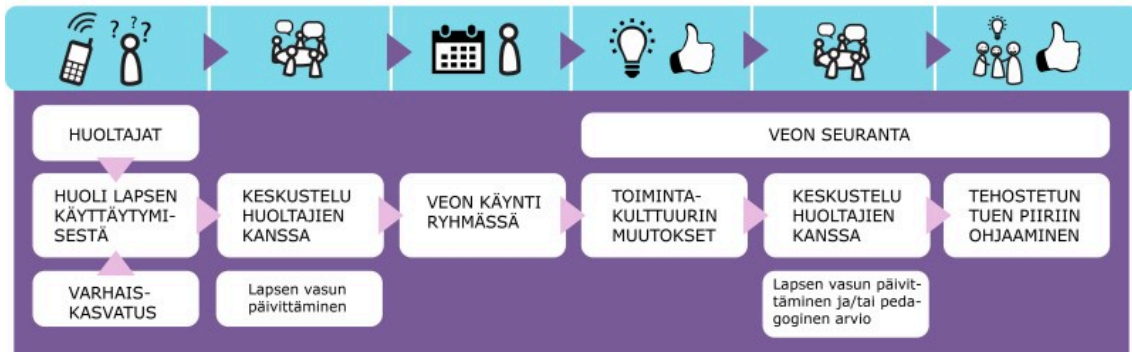 ? ? ?
HUOLTAJAT
HUOLI LAPSEN
KÄYTTÄYTYMI-
SESTÄ
VARHAIS-
KASVATUS
KESKUSTELU
HUOLTAJIEN
KANSSA
Lapsen vasun
päivittäminen
VEON KÄYNTI
RYHMÄSSÄ
VEON SEURANTA
TOIMINTA-
KULTTUURIN
MUUTOKSET
KESKUSTELU
HUOLTAJIEN
KANSSA
Lapsen vasun päivit-
täminen ja/tai peda-
goginen arvio
TEHOSTETUN
TUEN PIIRIIN
OHJAAMINEN